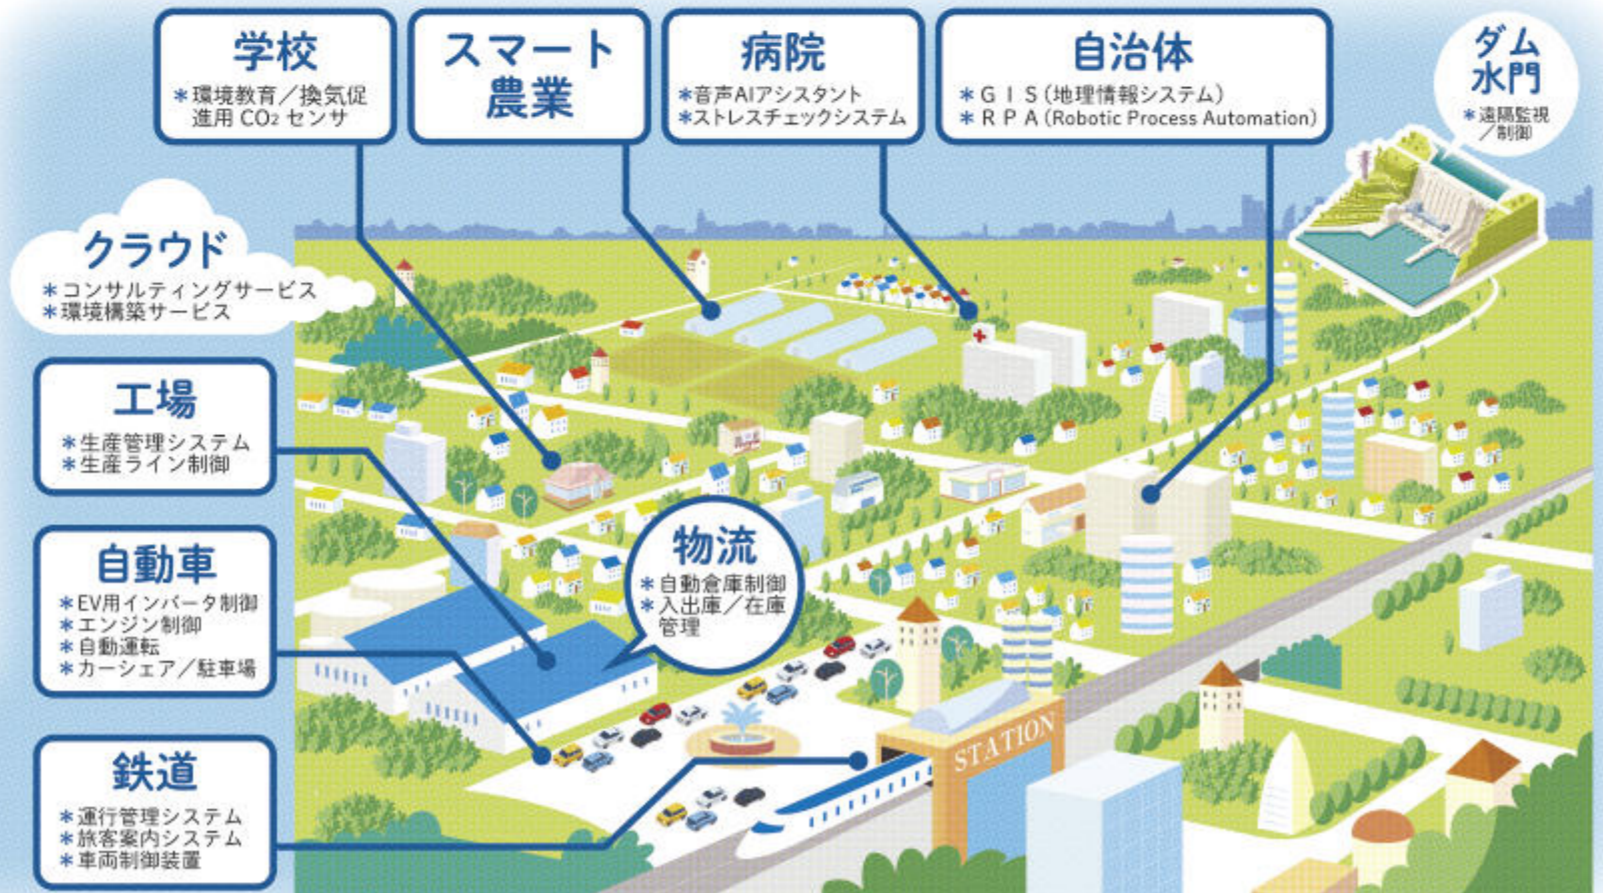 学校
*環境教育／換気促
進用 CO₂ センサ
スマート
農業
病院
*音声AIアシスタント
*ストレスチェックシステム
自治体
*ＧＩＳ(地理情報システム)
*ＲＰＡ(Robotic Process Automation)
ダム
水門
*遠隔監視
／制御
クラウド
*コンサルティングサービス
*環境構築サービス
工場
*生産管理システム
*生産ライン制御
自動車
*EV用インバータ制御
*エンジン制御
*自動運転
*カーシェア／駐車場
物流
*自動倉庫制御
*入出庫／在庫
管理
鉄道
*運行管理システム
*旅客案内システム
*車両制御装置
STATION